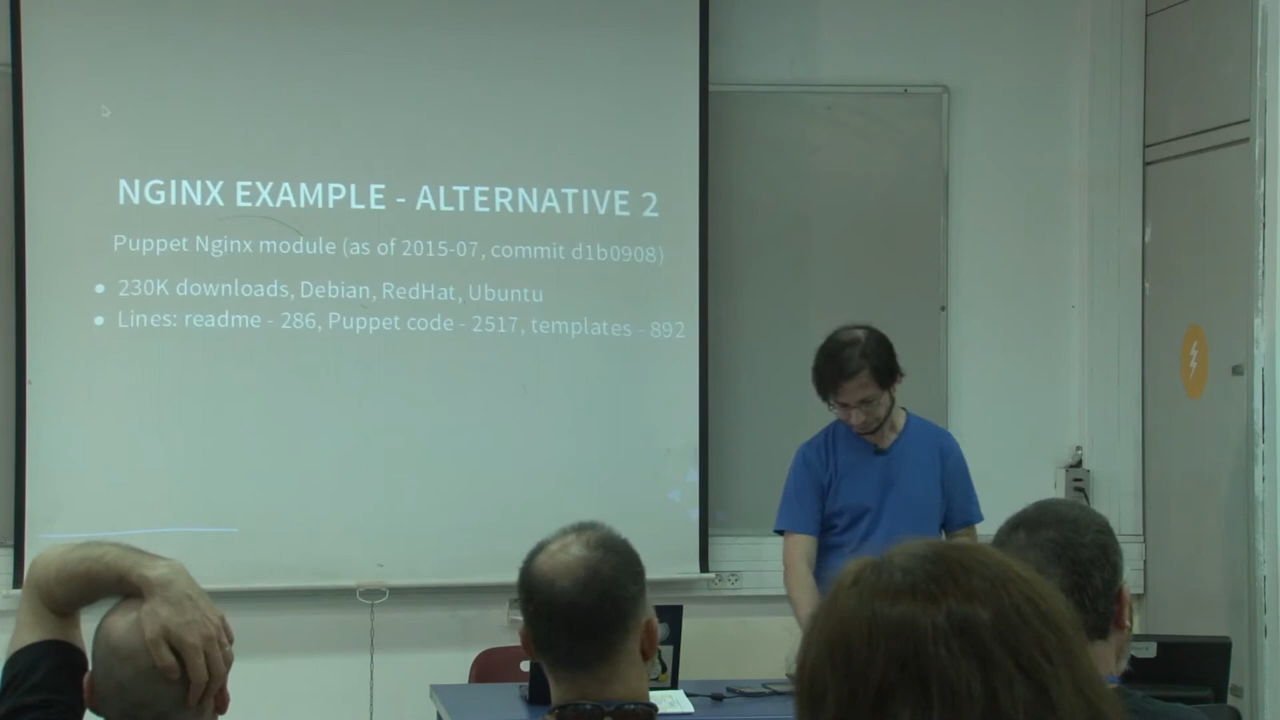 NGINX EXAMPLE - ALTERNATIVE 2
Puppet Nginx module (as of 2015-07, commit d1b0908)
230K downloads, Debian, RedHat, Ubuntu
Lines: readme - 286, Puppet code - 2517, templates - 892